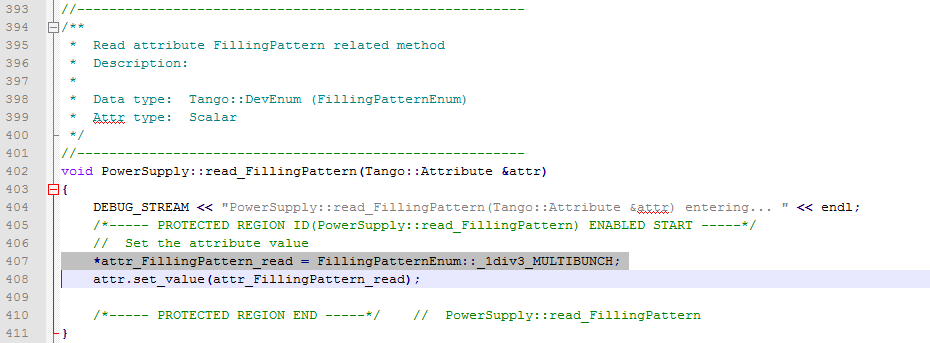 393 //--------------------------------------------------------
394 /**
395 *  Read attribute FillingPattern related method
396 *  Description:
397 *
398 *  Data type:  Tango::DevEnum (FillingPatternEnum)
399 *  Attr type:  Scalar
400 */
401 //--------------------------------------------------------
402 void PowerSupply::read_FillingPattern(Tango::Attribute &attr)
403 {
404     DEBUG_STREAM << "PowerSupply::read_FillingPattern(Tango::Attribute &attr) entering... " << endl;
405     /*----- PROTECTED REGION ID(PowerSupply::read_FillingPattern) ENABLED START -----*/
406     //  Set the attribute value
407     *attr_FillingPattern_read = FillingPatternEnum::_1div3_MULTIBUNCH;
408     attr.set_value(attr_FillingPattern_read);
409
410     /*----- PROTECTED REGION END -----*/    //  PowerSupply::read_FillingPattern
411 }